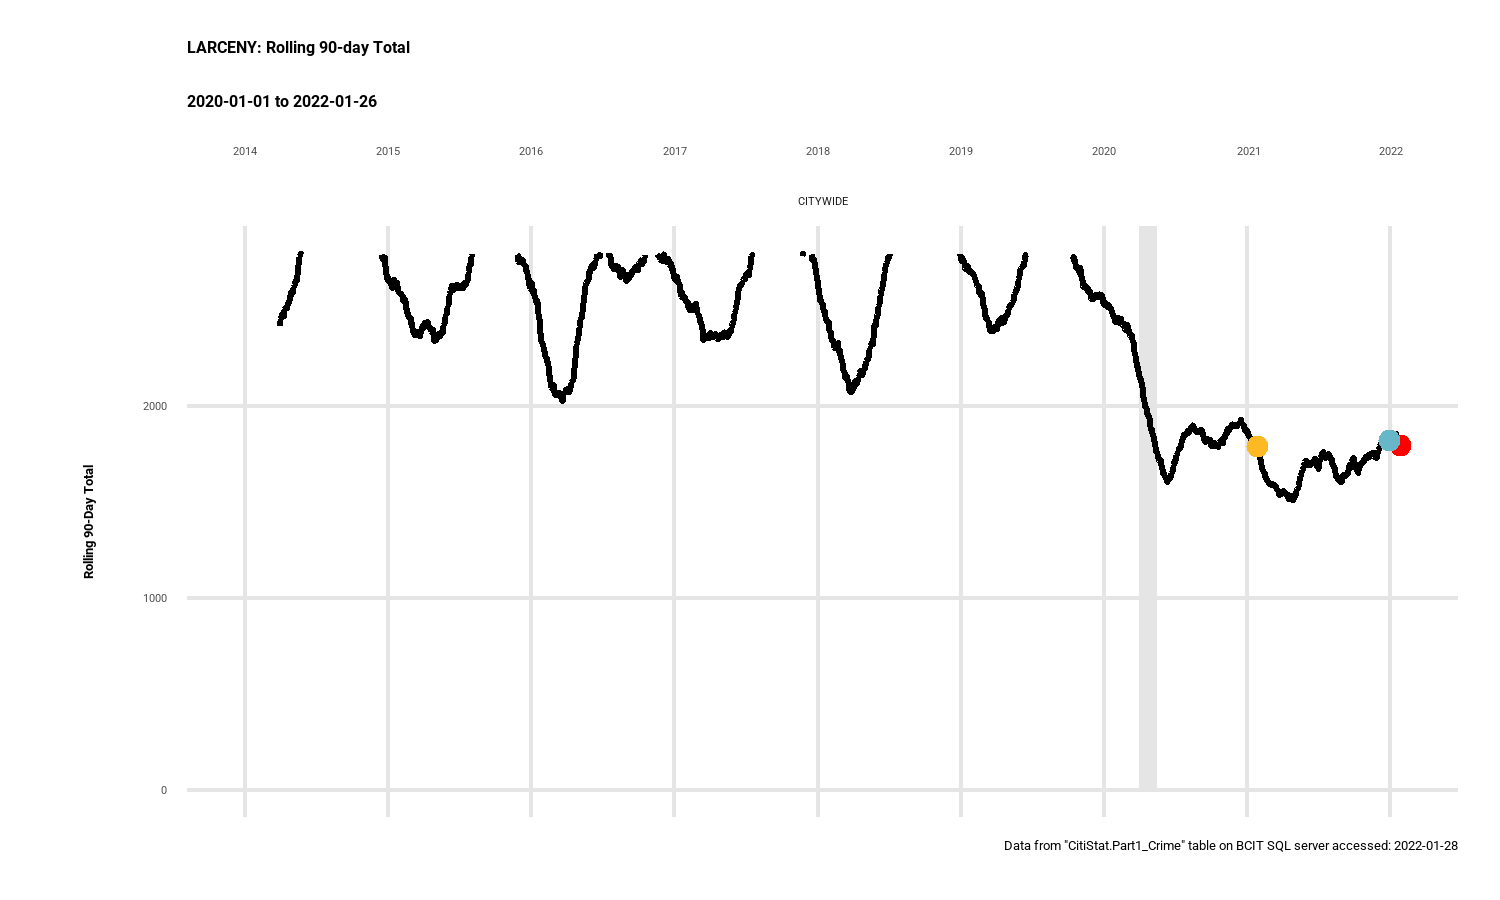 LARCENY: Rolling 90-day Total
2020-01-01 to 2022-01-26
2014 2015 2016 2017 2018 2019 2020 2021 2022
CITYWIDE
2000
Rolling 90-Day Total
1000
0
Data from "CitiStat.Part1_Crime" table on BCIT SQL server accessed: 2022-01-28